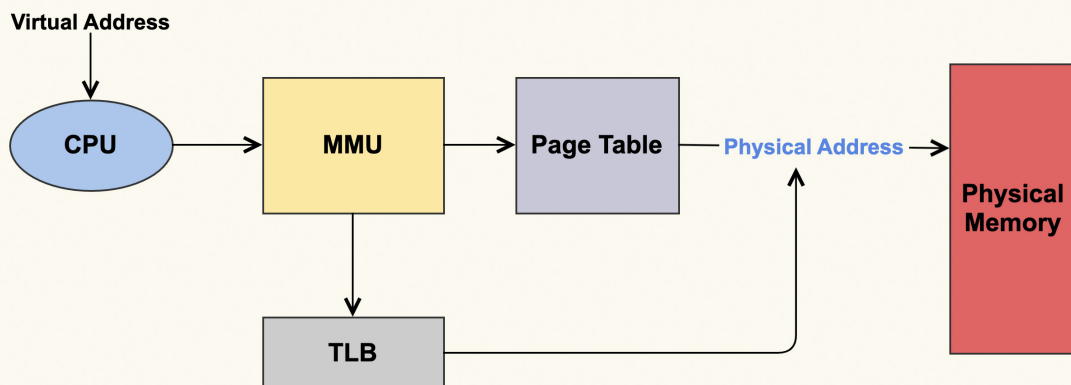 Virtual Address
CPU
MMU
Page Table
Physical Address
Physical
Memory
TLB